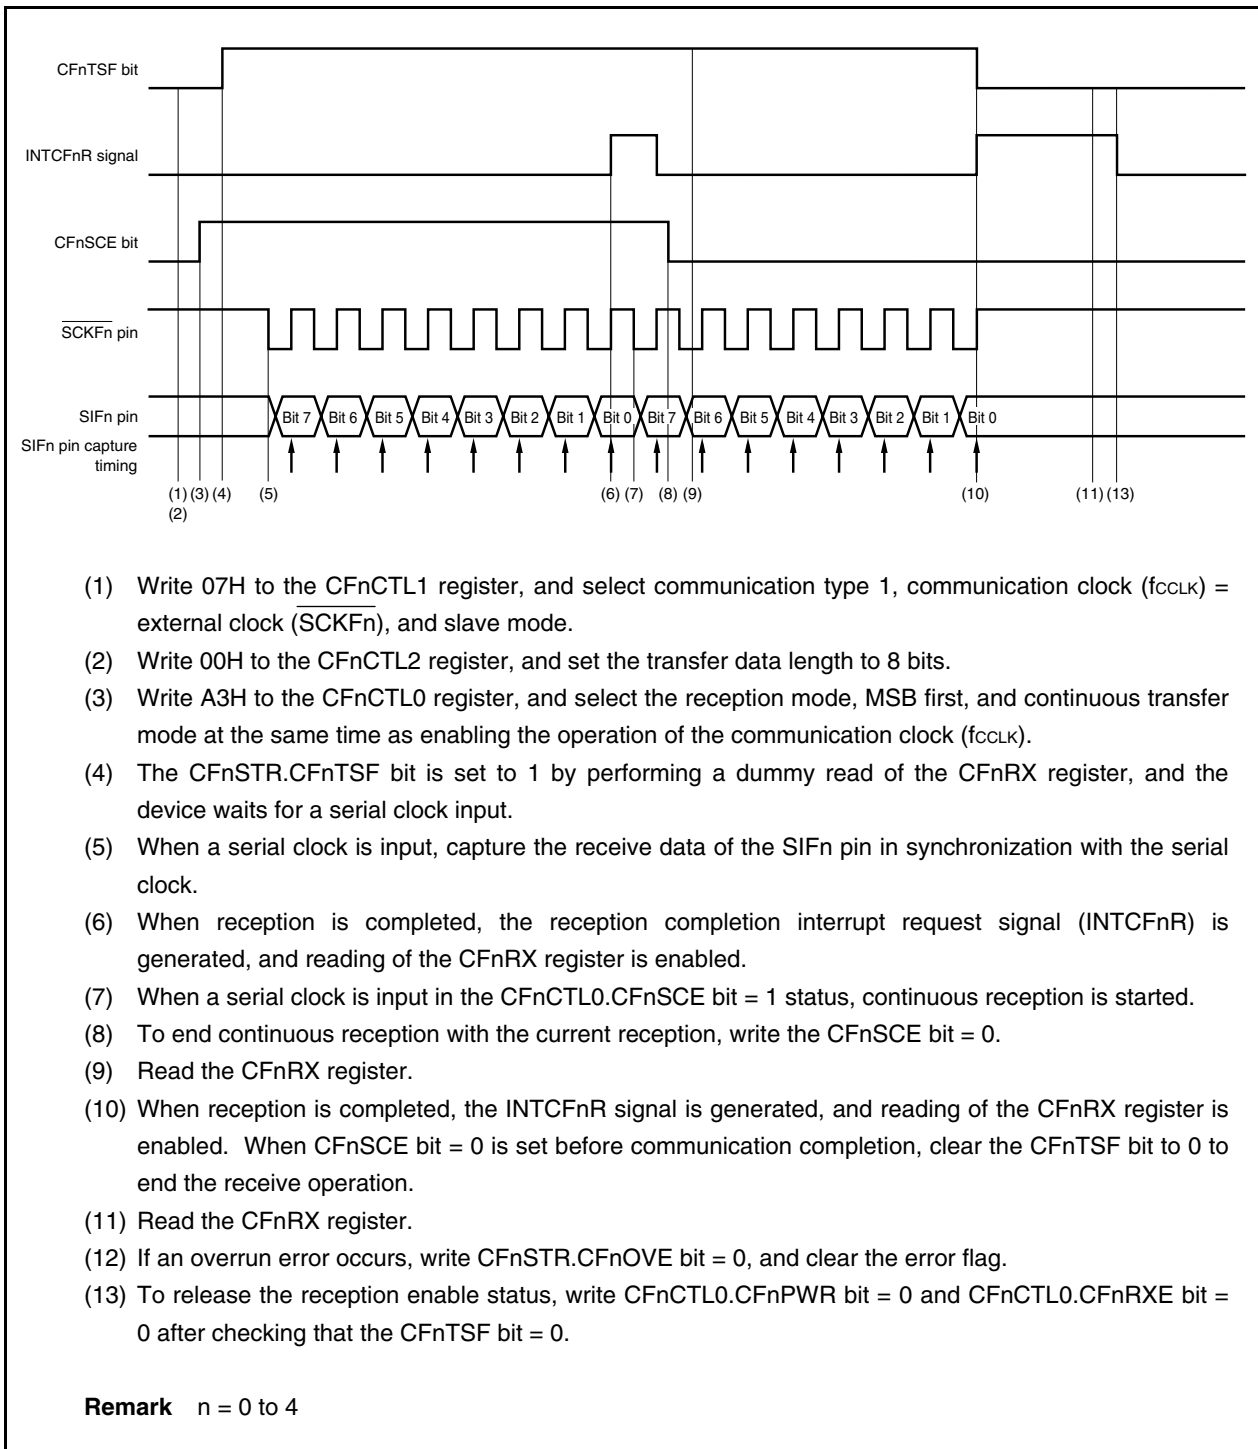 CFnTSF bit
INTCFnR signal
CFnSCE bit
SCKFn pin
SIFn pin
Bit 7 Bit 6 Bit 5 Bit 4 Bit 3 Bit 2 Bit 1 Bit 0 Bit 7 Bit 6 Bit 5 Bit 4 Bit 3 Bit 2 Bit 1 Bit 0
SIFn pin capture
timing
(1) (3) (4) (5) (6) (7) (8) (9) (10) (11) (13)
(2)
(1) Write 07H to the CFnCTL1 register, and select communication type 1, communication clock (fCCLK) =
external clock (SCKFn), and slave mode.
(2) Write 00H to the CFnCTL2 register, and set the transfer data length to 8 bits.
(3) Write A3H to the CFnCTL0 register, and select the reception mode, MSB first, and continuous transfer
mode at the same time as enabling the operation of the communication clock (fCCLK).
(4) The CFnSTR.CFnTSF bit is set to 1 by performing a dummy read of the CFnRX register, and the
device waits for a serial clock input.
(5) When a serial clock is input, capture the receive data of the SIFn pin in synchronization with the serial
clock.
(6) When reception is completed, the reception completion interrupt request signal (INTCFnR) is
generated, and reading of the CFnRX register is enabled.
(7) When a serial clock is input in the CFnCTL0.CFnSCE bit = 1 status, continuous reception is started.
(8) To end continuous reception with the current reception, write the CFnSCE bit = 0.
(9) Read the CFnRX register.
(10) When reception is completed, the INTCFnR signal is generated, and reading of the CFnRX register is
enabled. When CFnSCE bit = 0 is set before communication completion, clear the CFnTSF bit to 0 to
end the receive operation.
(11) Read the CFnRX register.
(12) If an overrun error occurs, write CFnSTR.CFnOVE bit = 0, and clear the error flag.
(13) To release the reception enable status, write CFnCTL0.CFnPWR bit = 0 and CFnCTL0.CFnRXE bit =
0 after checking that the CFnTSF bit = 0.
Remark n = 0 to 4